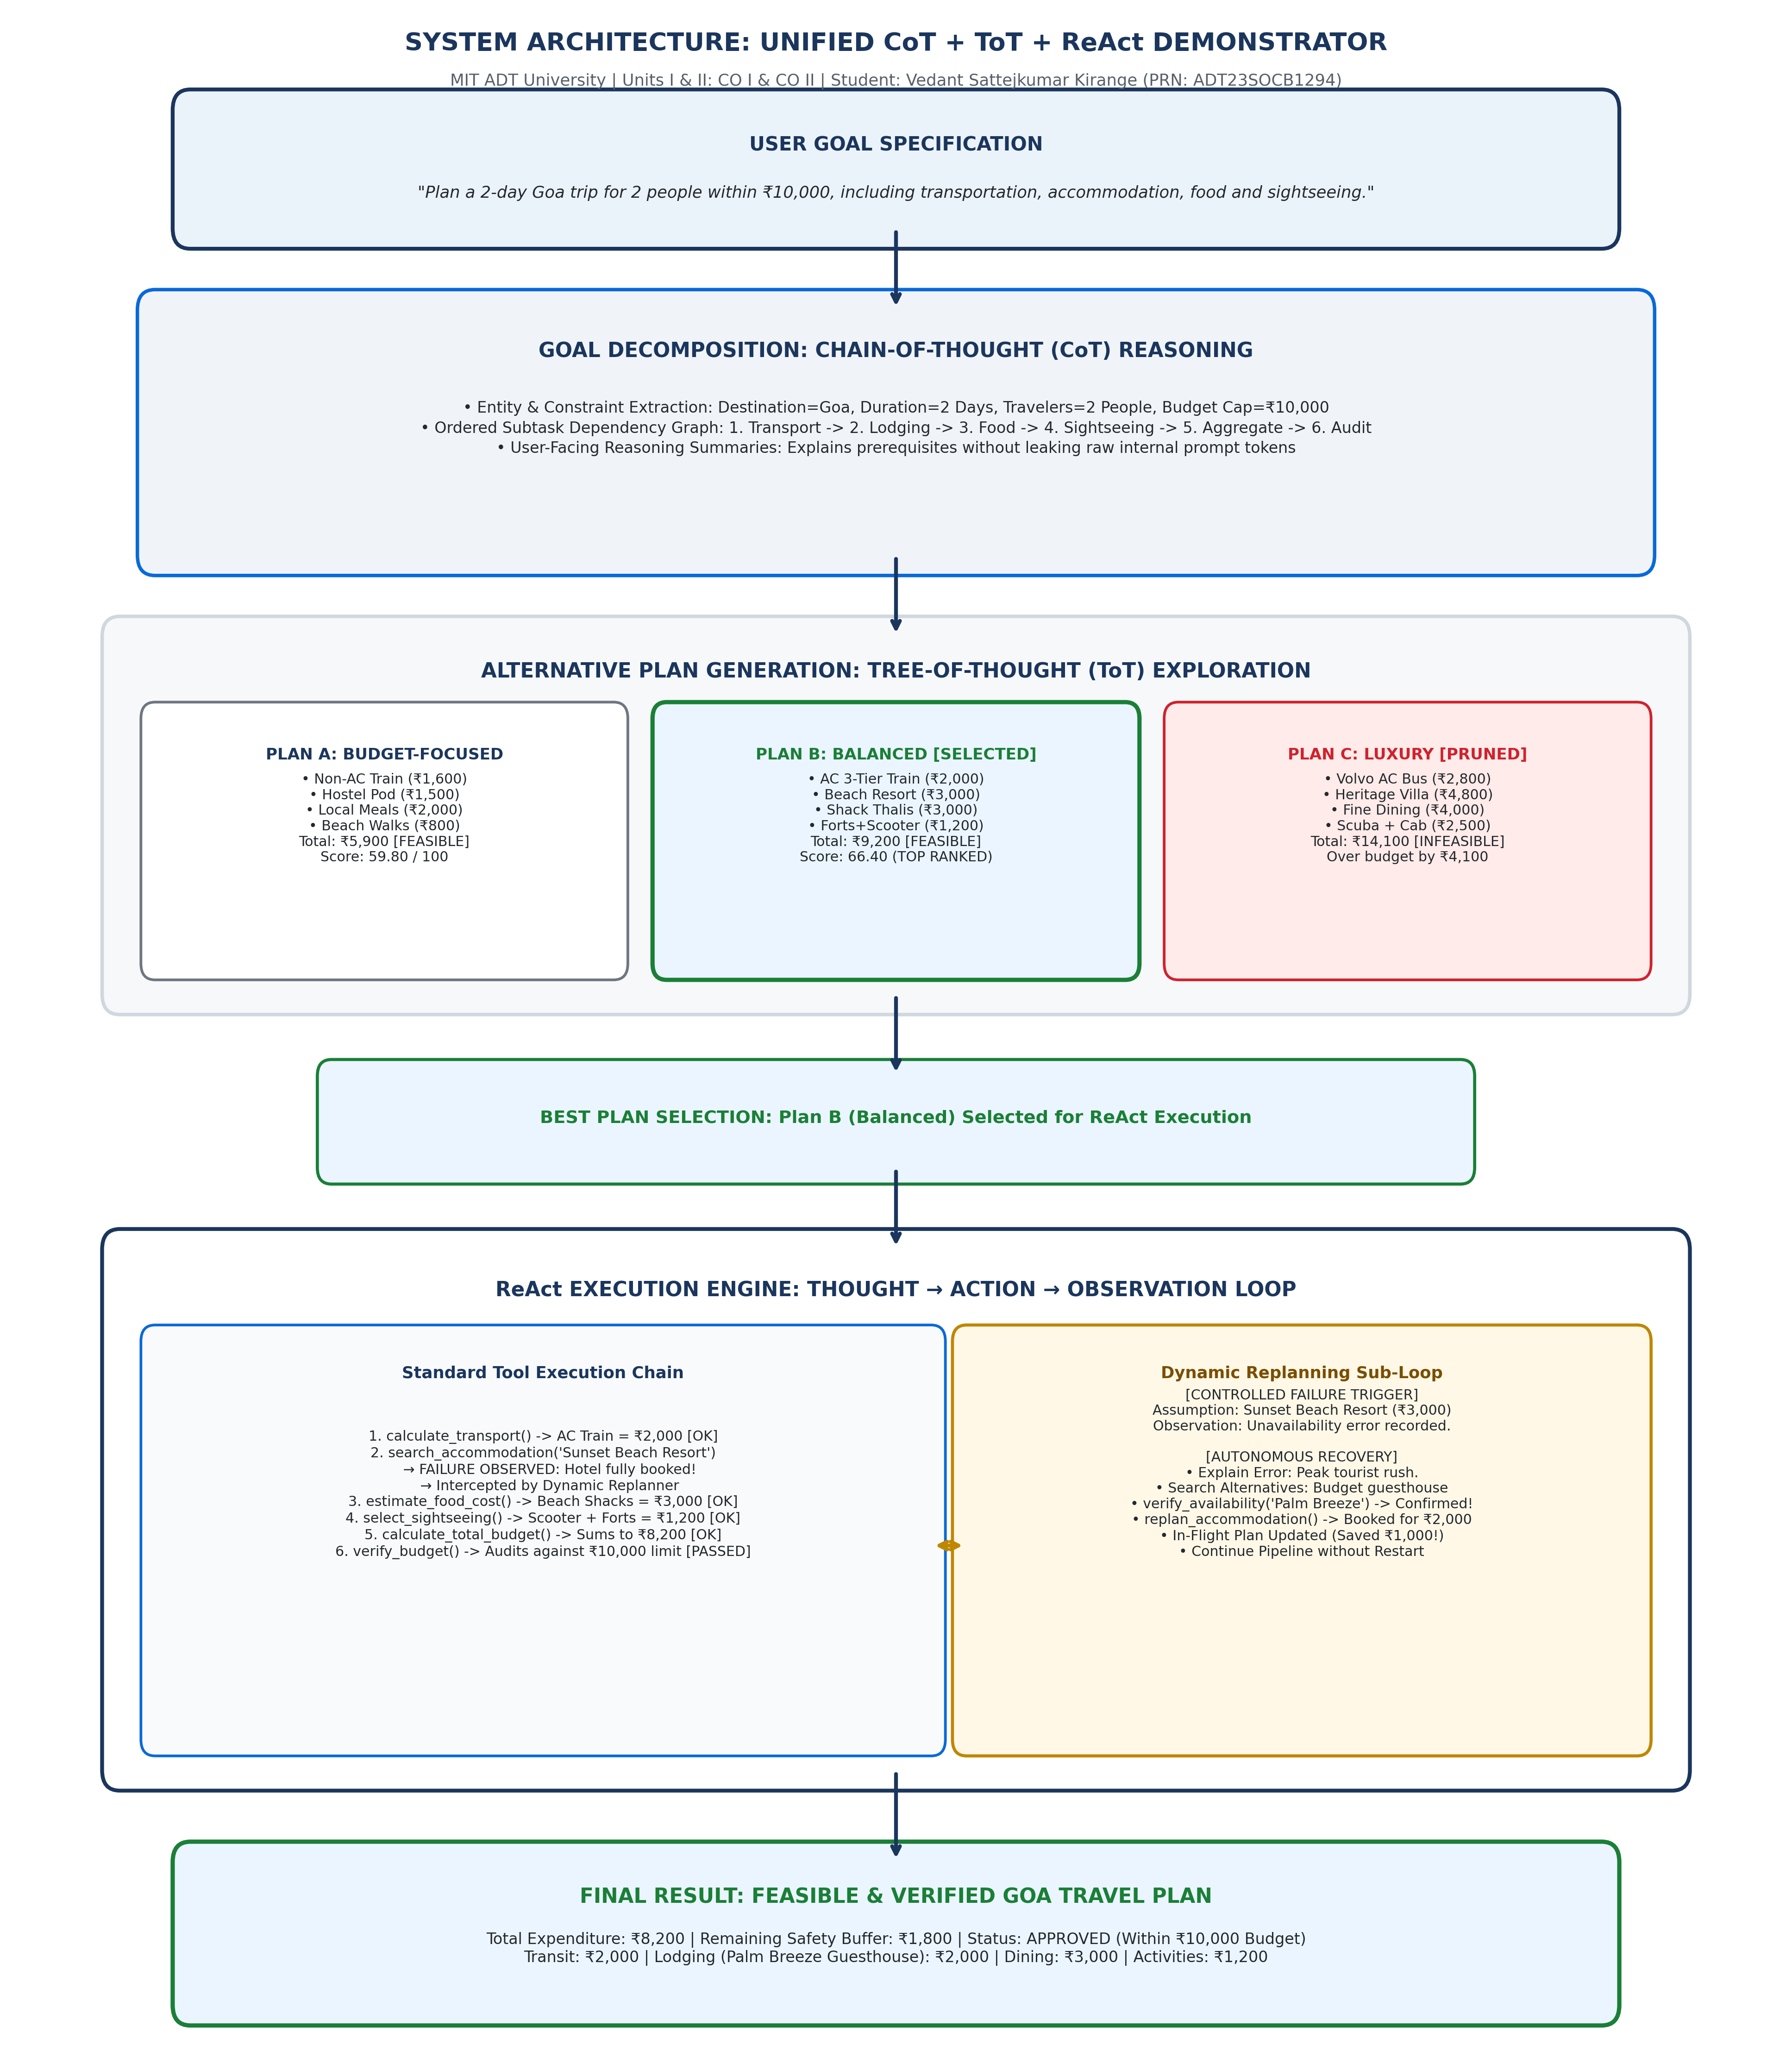 SYSTEM ARCHITECTURE: UNIFIED CoT + ToT + ReAct DEMONSTRATOR
MIT ADT University | Units I & II: CO I & CO II | Student: Vedant Sattejkumar Kirange (PRN: ADT23SOCB1294)
USER GOAL SPECIFICATION
"Plan a 2-day Goa trip for 2 people within ₹10,000, including transportation, accommodation, food and sightseeing."
GOAL DECOMPOSITION: CHAIN-OF-THOUGHT (CoT) REASONING
• Entity & Constraint Extraction: Destination=Goa, Duration=2 Days, Travelers=2 People, Budget Cap=₹10,000
• Ordered Subtask Dependency Graph: 1. Transport -> 2. Lodging -> 3. Food -> 4. Sightseeing -> 5. Aggregate -> 6. Audit
• User-Facing Reasoning Summaries: Explains prerequisites without leaking raw internal prompt tokens
ALTERNATIVE PLAN GENERATION: TREE-OF-THOUGHT (ToT) EXPLORATION
PLAN A: BUDGET-FOCUSED
• Non-AC Train (₹1,600)
• Hostel Pod (₹1,500)
• Local Meals (₹2,000)
• Beach Walks (₹800)
Total: ₹5,900 [FEASIBLE]
Score: 59.80 / 100
PLAN B: BALANCED [SELECTED]
• AC 3-Tier Train (₹2,000)
• Beach Resort (₹3,000)
• Shack Thalis (₹3,000)
• Forts+Scooter (₹1,200)
Total: ₹9,200 [FEASIBLE]
Score: 66.40 (TOP RANKED)
PLAN C: LUXURY [PRUNED]
• Volvo AC Bus (₹2,800)
• Heritage Villa (₹4,800)
• Fine Dining (₹4,000)
• Scuba + Cab (₹2,500)
Total: ₹14,100 [INFEASIBLE]
Over budget by ₹4,100
BEST PLAN SELECTION: Plan B (Balanced) Selected for ReAct Execution
ReAct EXECUTION ENGINE: THOUGHT → ACTION → OBSERVATION LOOP
Standard Tool Execution Chain
1. calculate_transport() -> AC Train = ₹2,000 [OK]
2. search_accommodation('Sunset Beach Resort')
→ FAILURE OBSERVED: Hotel fully booked!
→ Intercepted by Dynamic Replanner
3. estimate_food_cost() -> Beach Shacks = ₹3,000 [OK]
4. select_sightseeing() -> Scooter + Forts = ₹1,200 [OK]
5. calculate_total_budget() -> Sums to ₹8,200 [OK]
6. verify_budget() -> Audits against ₹10,000 limit [PASSED]
Dynamic Replanning Sub-Loop
[CONTROLLED FAILURE TRIGGER]
Assumption: Sunset Beach Resort (₹3,000)
Observation: Unavailability error recorded.
[AUTONOMOUS RECOVERY]
• Explain Error: Peak tourist rush.
• Search Alternatives: Budget guesthouse
• verify_availability('Palm Breeze') -> Confirmed!
• replan_accommodation() -> Booked for ₹2,000
• In-Flight Plan Updated (Saved ₹1,000!)
• Continue Pipeline without Restart
FINAL RESULT: FEASIBLE & VERIFIED GOA TRAVEL PLAN
Total Expenditure: ₹8,200 | Remaining Safety Buffer: ₹1,800 | Status: APPROVED (Within ₹10,000 Budget)
Transit: ₹2,000 | Lodging (Palm Breeze Guesthouse): ₹2,000 | Dining: ₹3,000 | Activities: ₹1,200